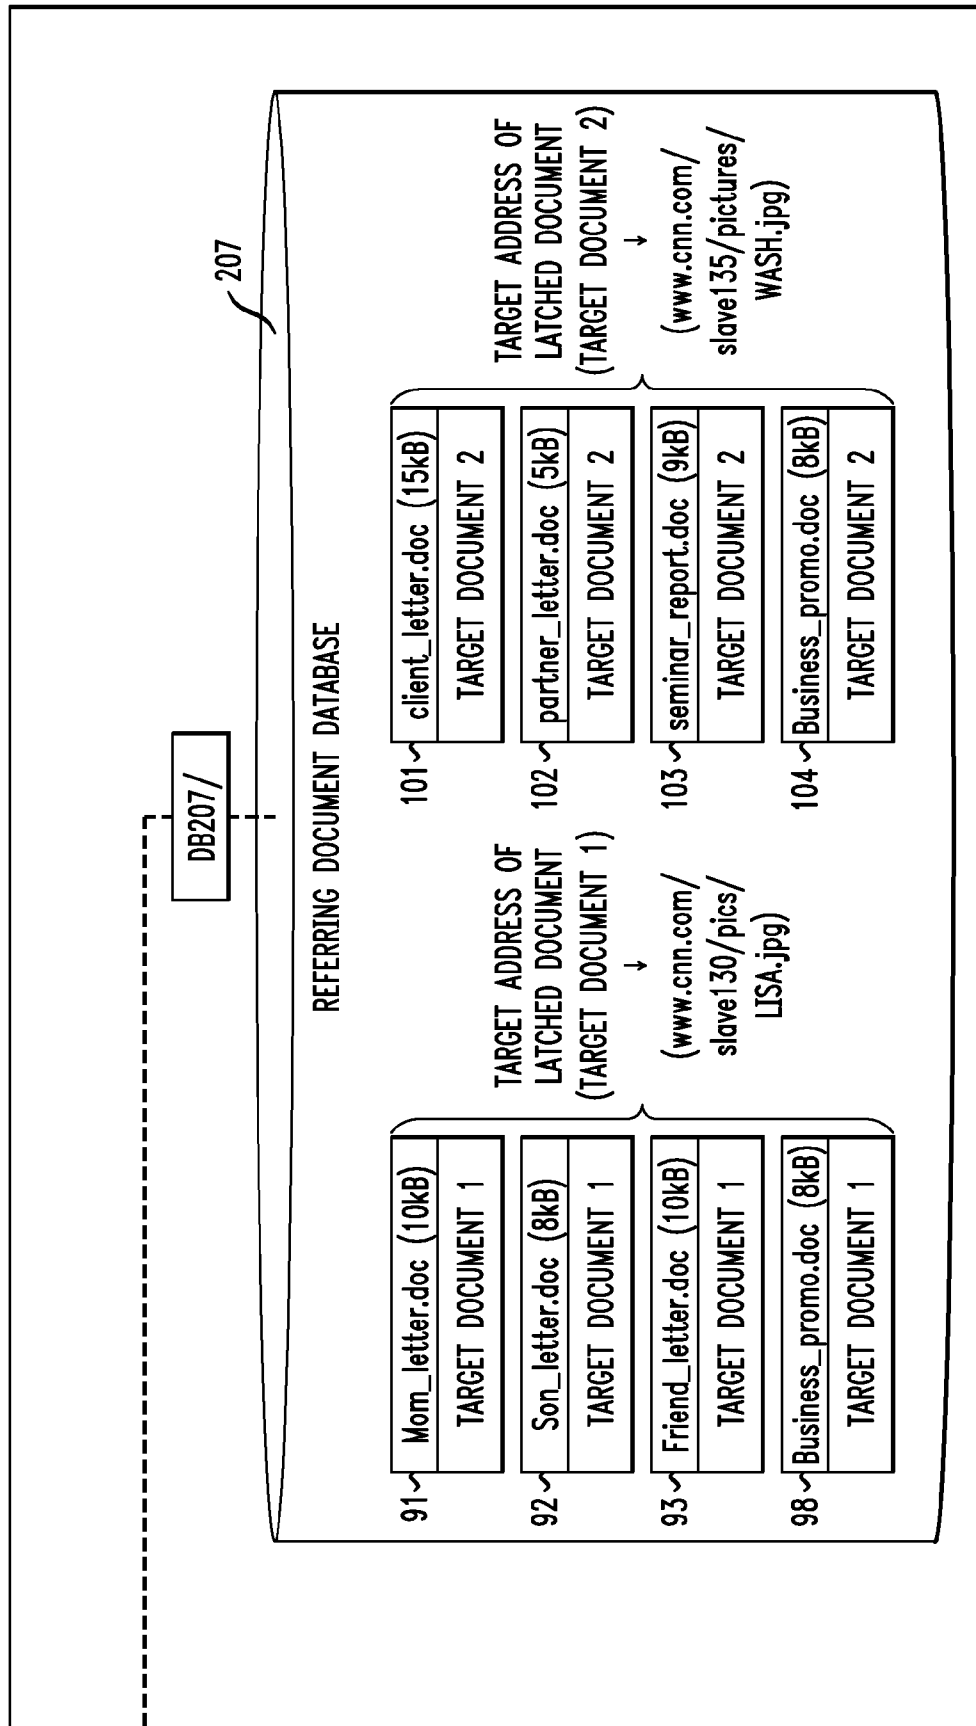 DB207/
207
REFERRING DOCUMENT DATABASE
91
Mom_letter.doc (10kB)
TARGET DOCUMENT 1
92
Son_letter.doc (8kB)
TARGET DOCUMENT 1
93
Friend_letter.doc (10kB)
TARGET DOCUMENT 1
98
Business_promo.doc (8kB)
TARGET DOCUMENT 1
TARGET ADDRESS OF
LATCHED DOCUMENT
(TARGET DOCUMENT 1)
↓
(www.cnn.com/
slave130/pics/
LISA.jpg)
101
client_letter.doc (15kB)
TARGET DOCUMENT 2
102
partner_letter.doc (5kB)
TARGET DOCUMENT 2
103
seminar_report.doc (9kB)
TARGET DOCUMENT 2
104
Business_promo.doc (8kB)
TARGET DOCUMENT 2
TARGET ADDRESS OF
LATCHED DOCUMENT
(TARGET DOCUMENT 2)
↓
(www.cnn.com/
slave135/pictures/
WASH.jpg)